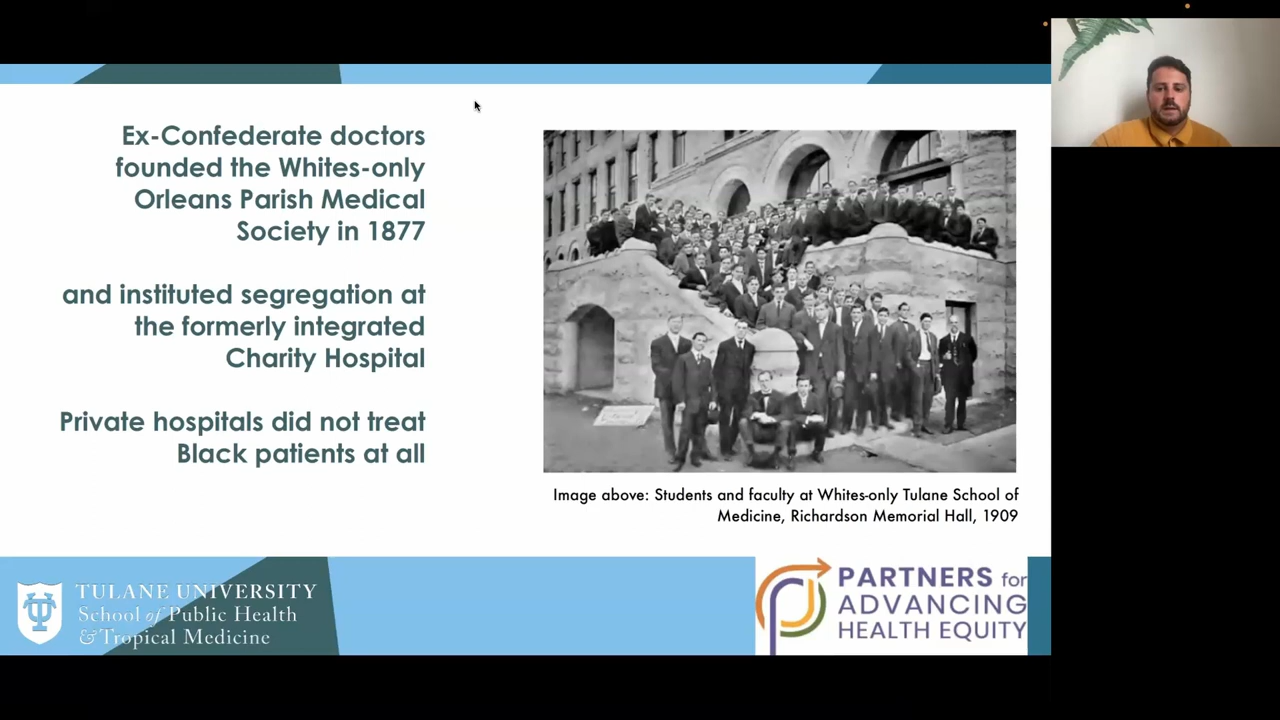 Ex-Confederate doctors
founded the Whites-only
Orleans Parish Medical
Society in 1877
and instituted segregation at
the formerly integrated
Charity Hospital
Private hospitals did not treat
Black patients at all
Image above: Students and faculty at Whites-only Tulane School of
Medicine, Richardson Memorial Hall, 1909
TULANE UNIVERSITY
School of Public Health
& Tropical Medicine
PARTNERS for
ADVANCING
HEALTH EQUITY